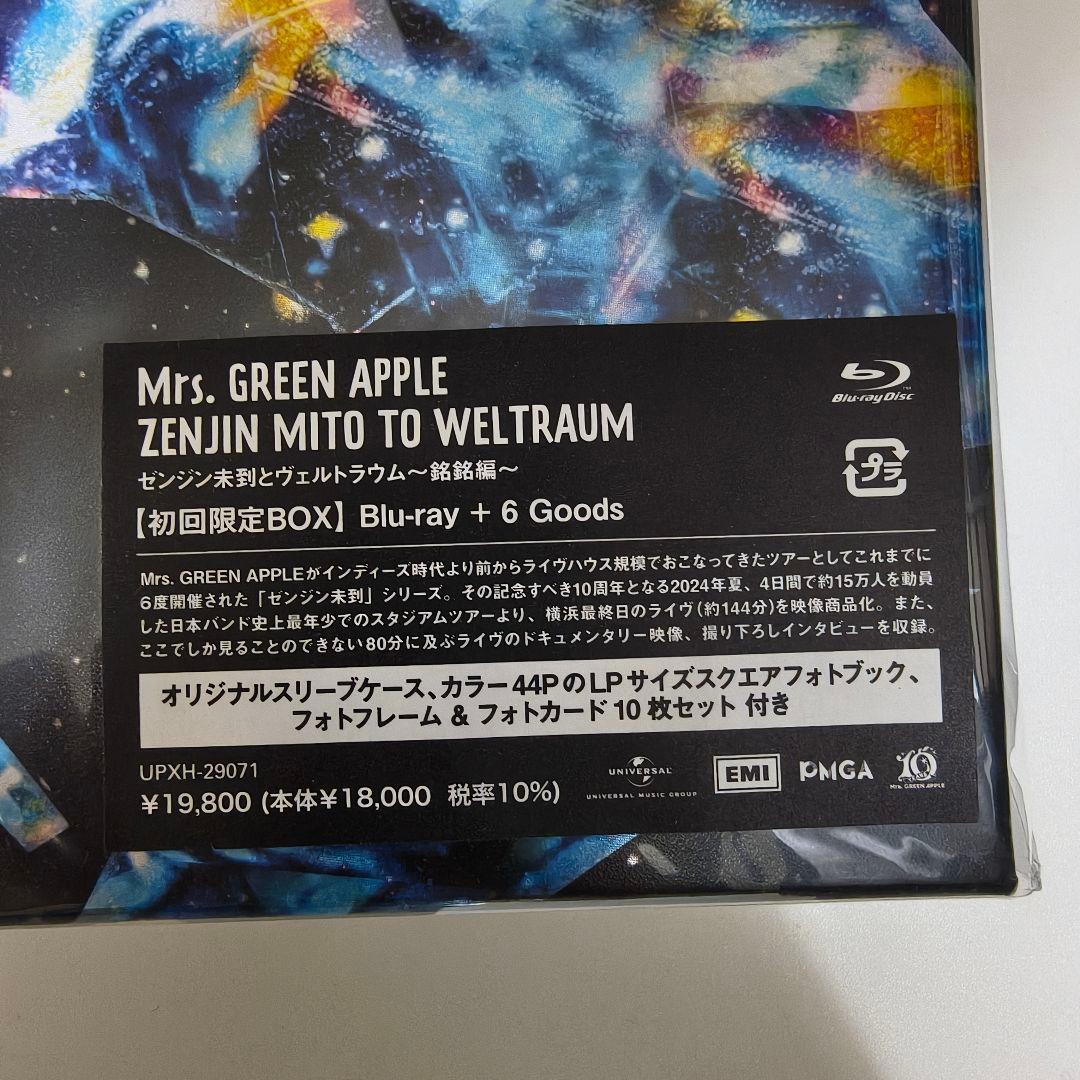 Mrs. GREEN APPLE
ZENJIN MITO TO WELTRAUM
ゼンジン未到とヴェルトラウム〜銘銘編〜
【初回限定BOX】 Blu-ray + 6 Goods
Blu-ray Disc
TM
プラ
Mrs. GREEN APPLEがインディーズ時代より前からライヴハウス規模でおこなってきたツアーとしてこれまでに
6度開催された「ゼンジン未到」シリーズ。その記念すべき10周年となる2024年夏、4日間で約15万人を動員
した日本バンド史上最年少でのスタジアムツアーより、横浜最終日のライヴ(約144分)を映像商品化。また、
ここでしか見ることのできない80分に及ぶライヴのドキュメンタリー映像、撮り下ろしインタビューを収録。
オリジナルスリーブケース、カラー44PのLPサイズスクエアフォトブック、
フォトフレーム & フォトカード10枚セット 付き
UPXH-29071
¥19,800 (本体¥18,000 税率10%)
UNIVERSAL
UNIVERSAL MUSIC GROUP
EMI
PMGA
10
Mrs. GREEN APPLE